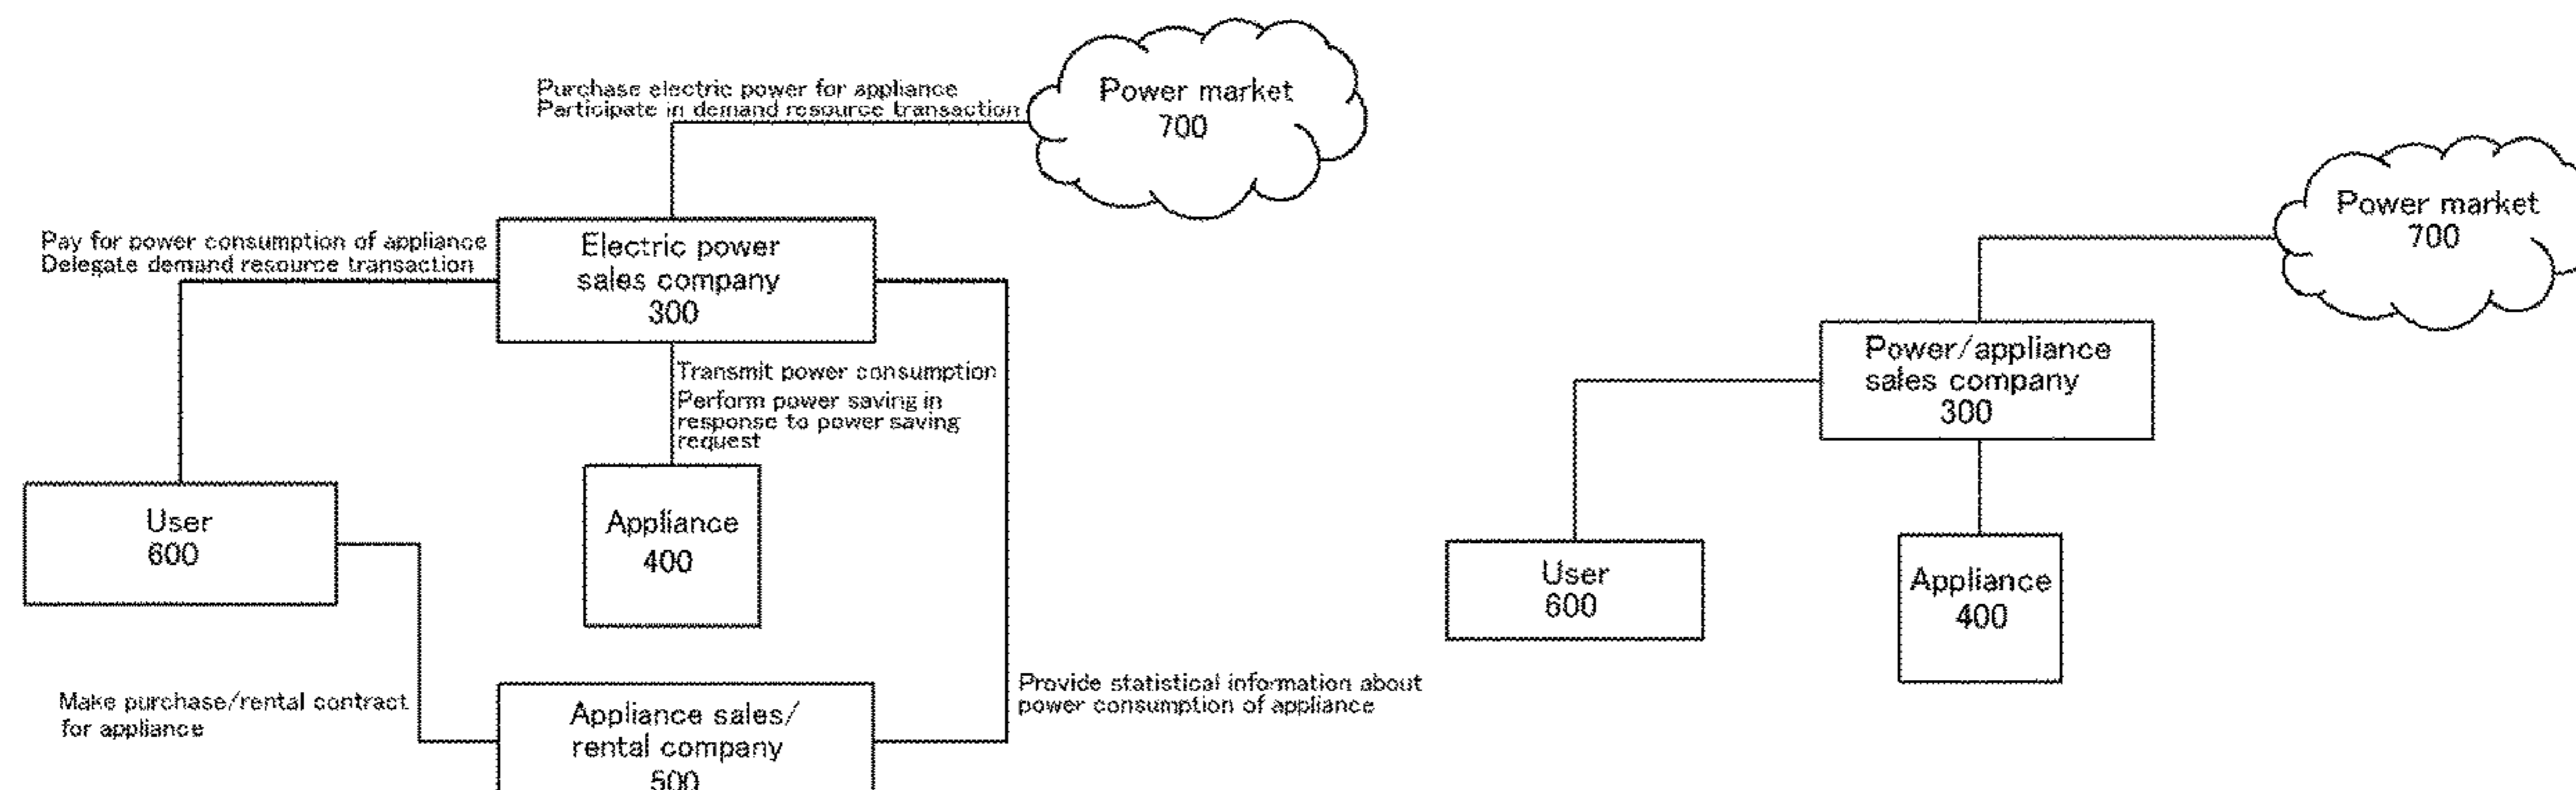 Purchase electric power for appliance
Participate in demand resource transaction
Power market
700
Pay for power consumption of appliance
Delegate demand resource transaction
Electric power
sales company
300
Transmit power consumption
Perform power saving in
response to power saving
request
User
600
Appliance
400
Make purchase/rental contract
for appliance
Appliance sales/
rental company
500
Provide statistical information about
power consumption of appliance
Power market
700
Power/appliance
sales company
300
User
600
Appliance
400